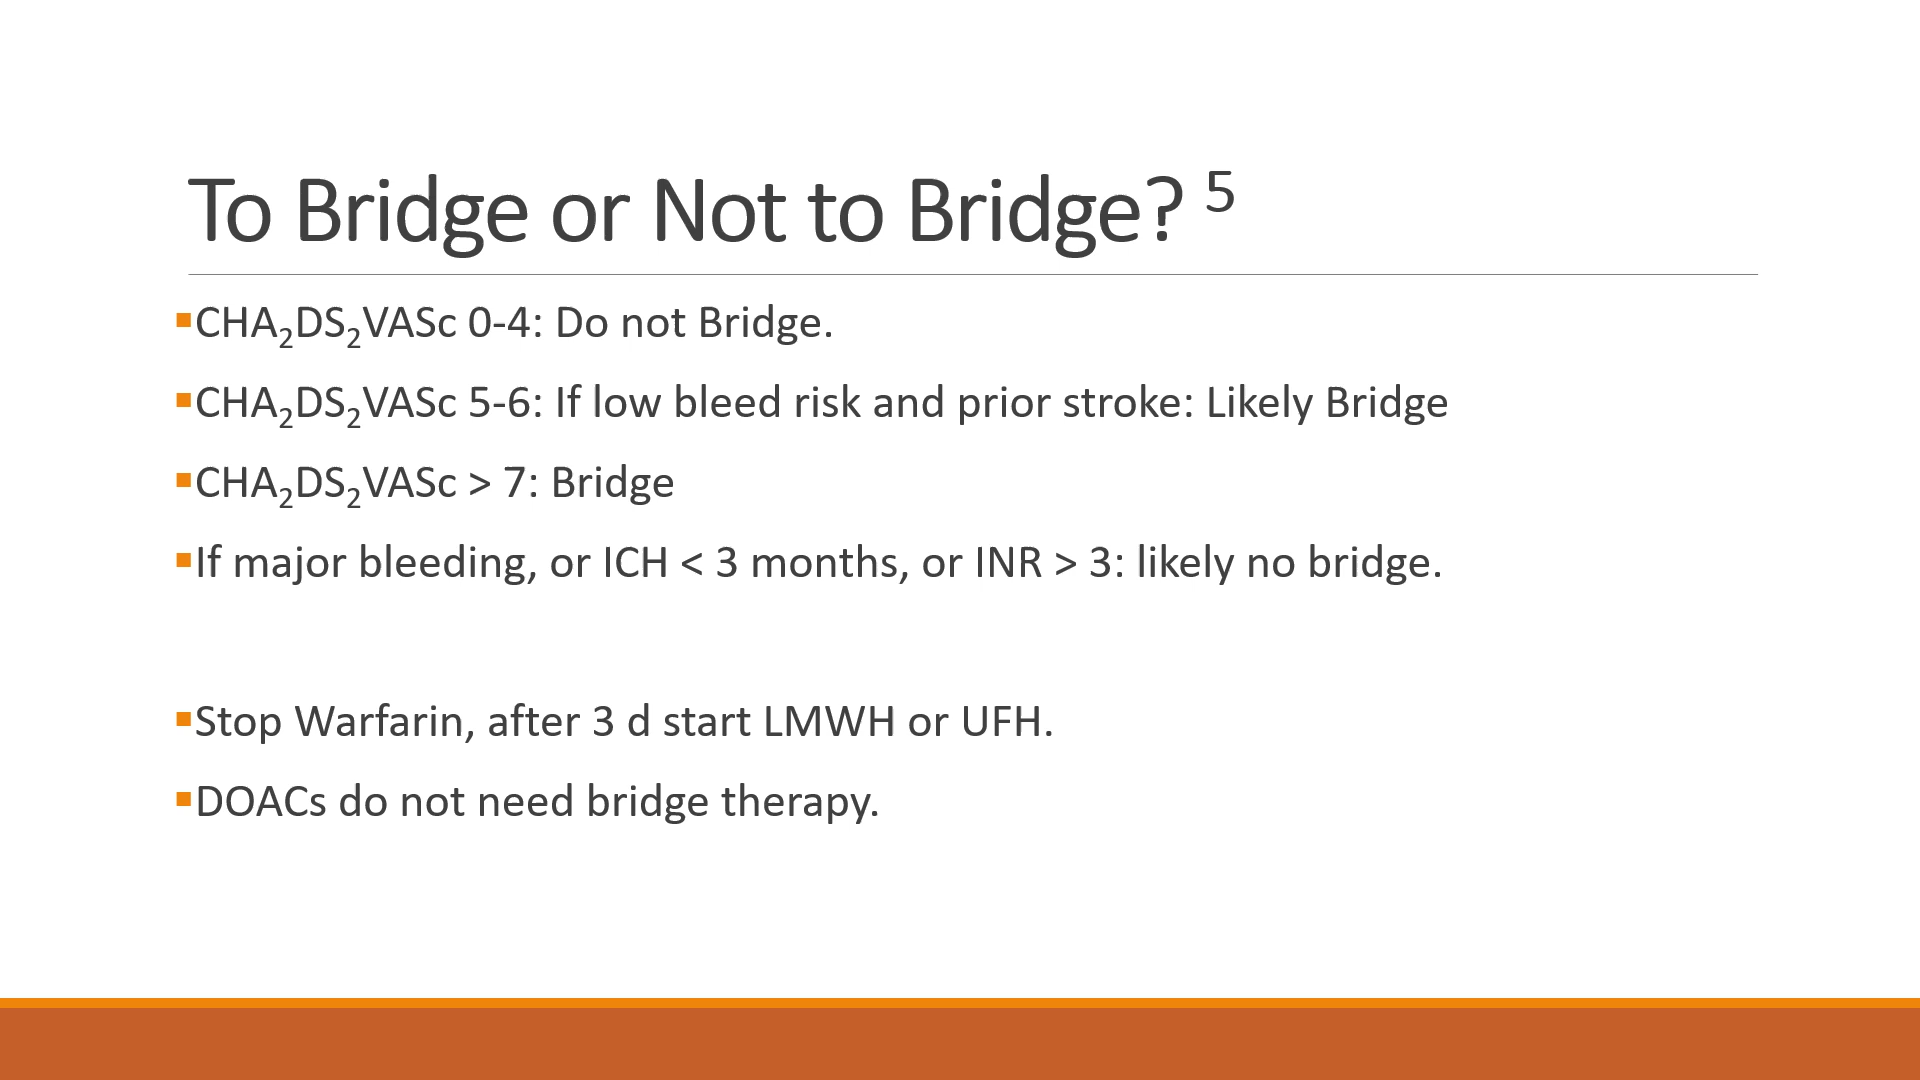 To Bridge or Not to Bridge? 5
▪CHA₂DS₂VASc 0-4: Do not Bridge.
▪CHA₂DS₂VASc 5-6: If low bleed risk and prior stroke: Likely Bridge
▪CHA₂DS₂VASc > 7: Bridge
▪If major bleeding, or ICH < 3 months, or INR > 3: likely no bridge.
▪Stop Warfarin, after 3 d start LMWH or UFH.
▪DOACs do not need bridge therapy.